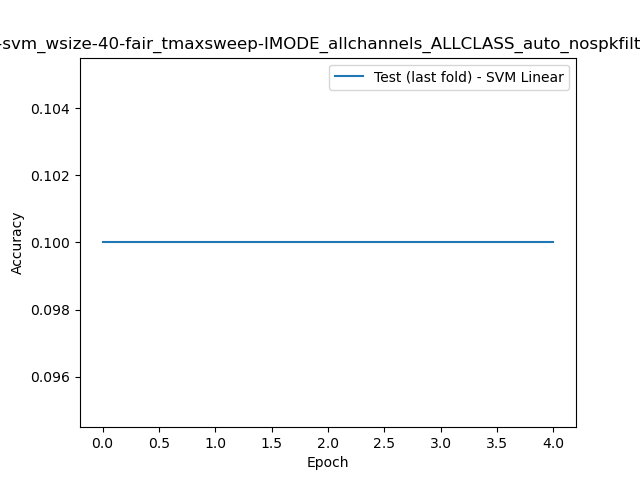 -svm_wsize-40-fair_tmaxsweep-IMODE_allchannels_ALLCLASS_auto_nospkfilt
Test (last fold) - SVM Linear
0.104
0.102
0.100
0.098
0.096
Accuracy
0.0 0.5 1.0 1.5 2.0 2.5 3.0 3.5 4.0
Epoch